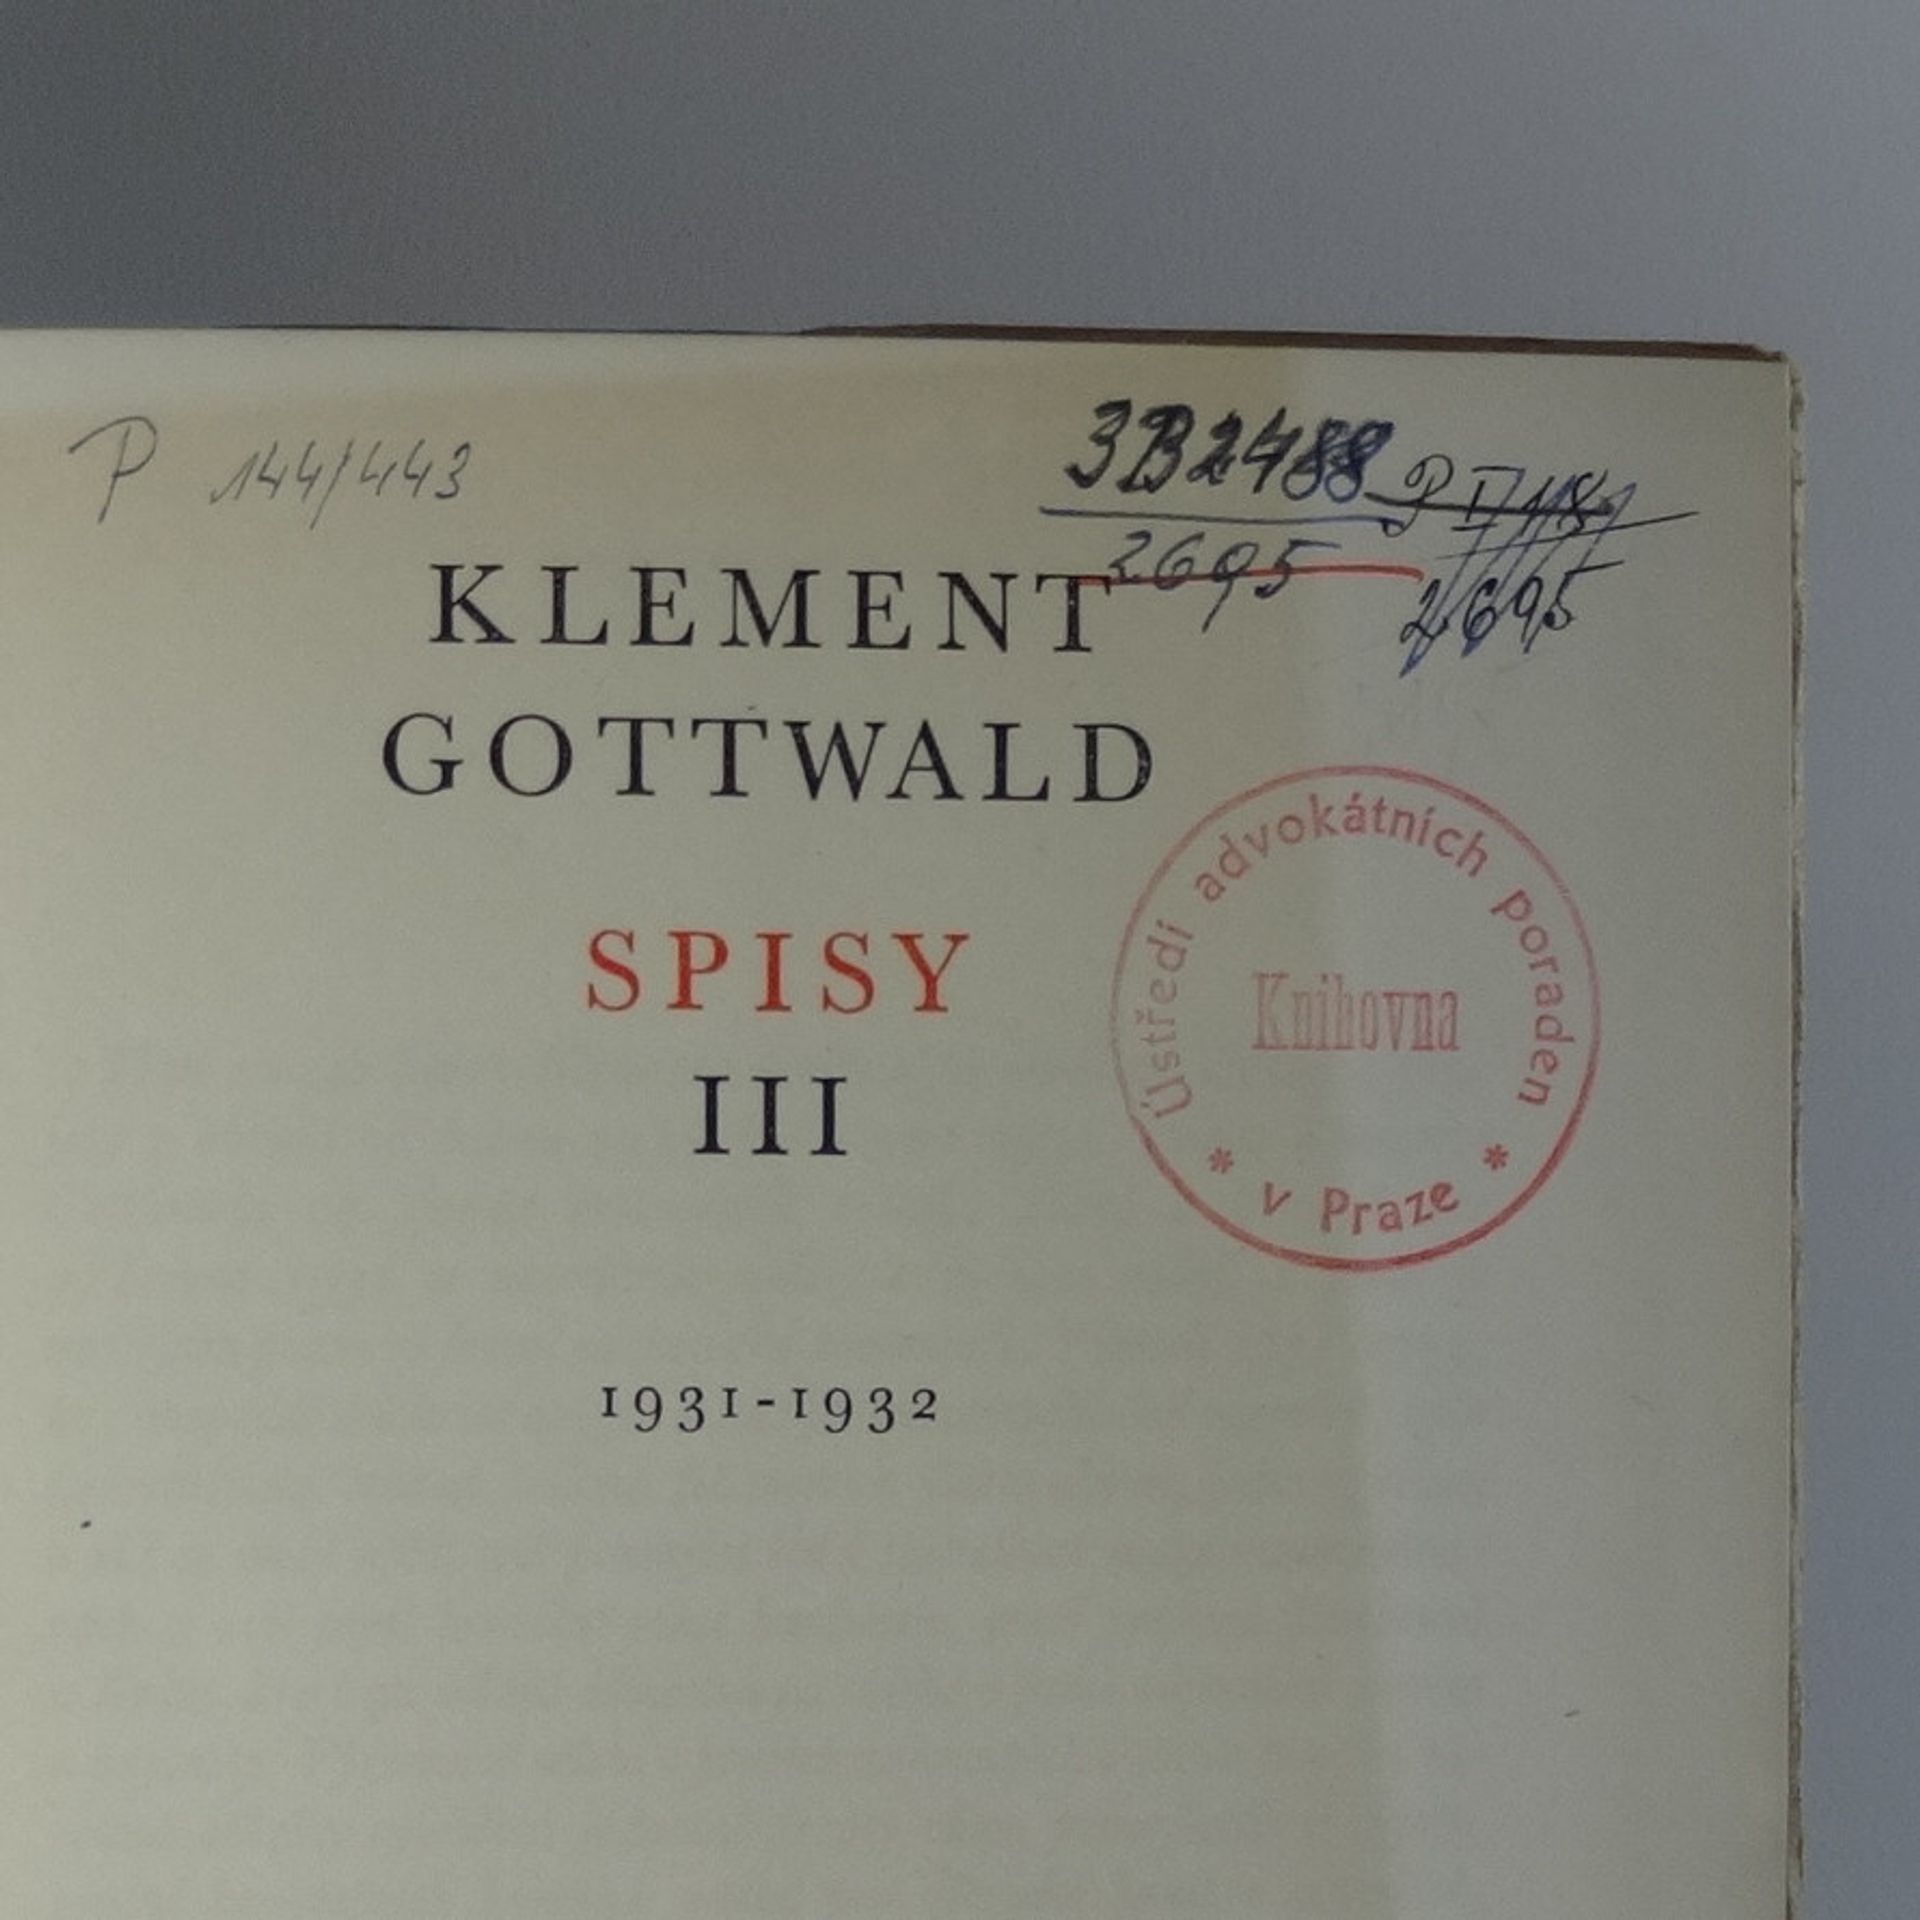 P 144/443
3B2488
2695
2695
KLEMENT
GOTTWALD
SPISY
III
Ústředí advokátních poraden
Knihovna
* v Praze *
1931-1932